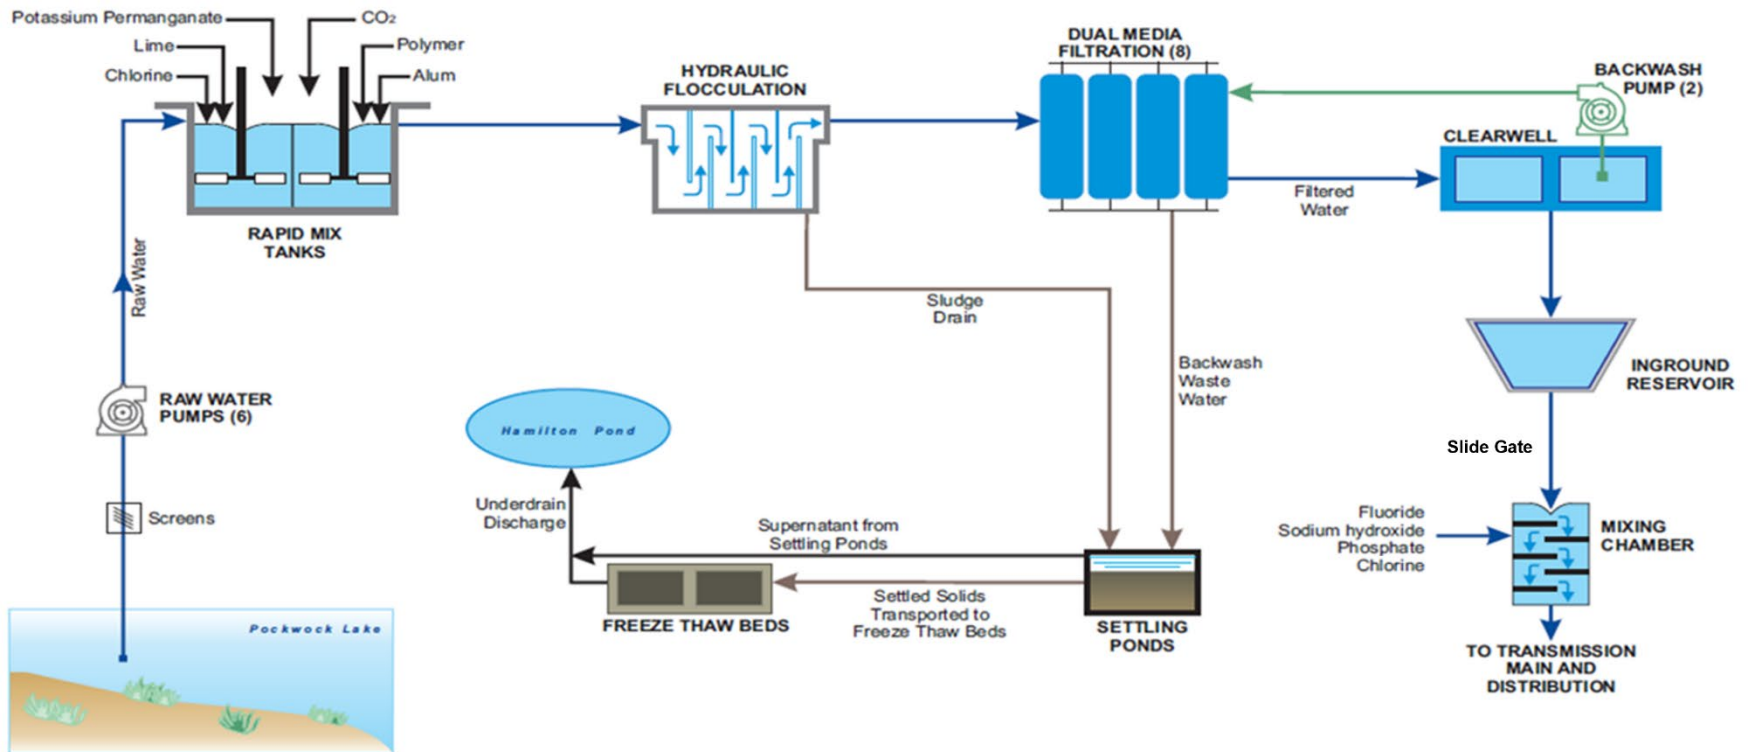 Potassium Permanganate
CO₂
Lime
Polymer
Chlorine
Alum
RAPID MIX
TANKS
Raw Water
RAW WATER
PUMPS (6)
Screens
Pockwock Lake
HYDRAULIC
FLOCCULATION
DUAL MEDIA
FILTRATION (8)
BACKWASH
PUMP (2)
CLEARWELL
Filtered
Water
Sludge
Drain
Backwash
Waste
Water
INGROUND
RESERVOIR
Slide Gate
Hamilton Pond
Underdrain
Discharge
Supernatant from
Settling Ponds
Settled Solids
Transported to
Freeze Thaw Beds
FREEZE THAW BEDS
SETTLING
PONDS
Fluoride
Sodium hydroxide
Phosphate
Chlorine
MIXING
CHAMBER
TO TRANSMISSION
MAIN AND
DISTRIBUTION